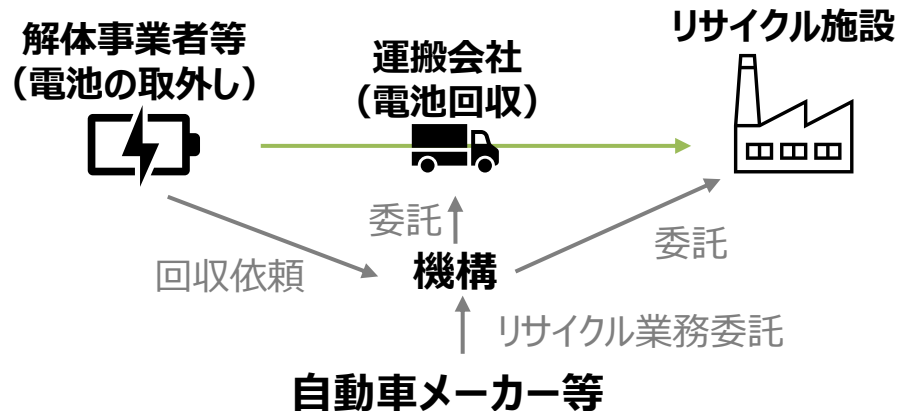 解体事業者等
（電池の取外し）
運搬会社
（電池回収）
リサイクル施設
回収依頼
委託
機構
委託
リサイクル業務委託
自動車メーカー等